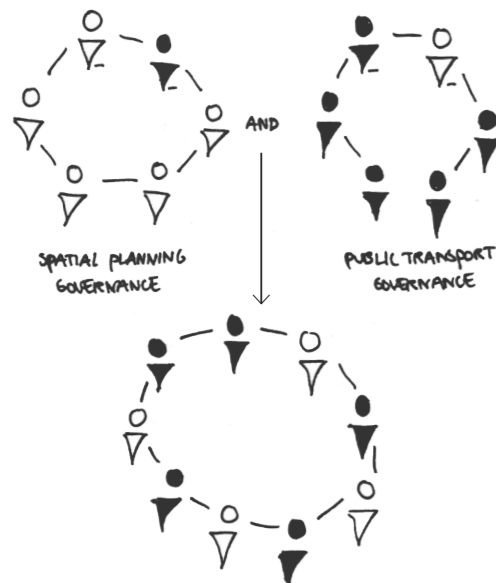 AND
SPATIAL PLANNING
GOVERNANCE
PUBLIC TRANSPORT
GOVERNANCE